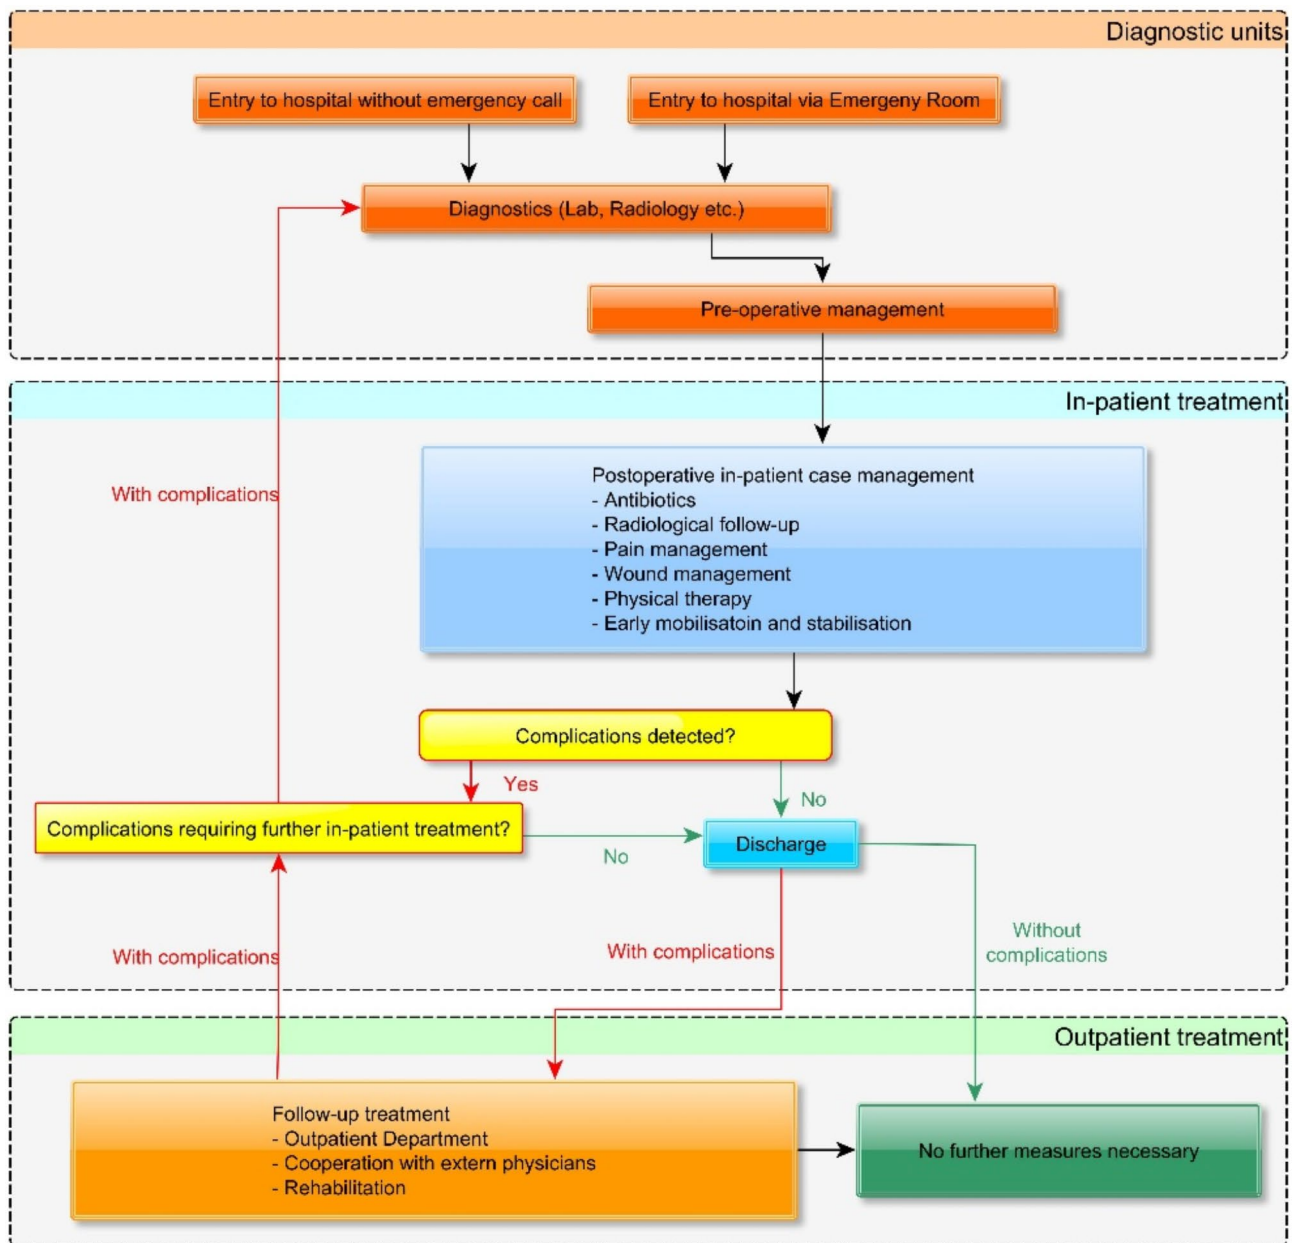 Diagnostic units
Entry to hospital without emergency call
Entry to hospital via Emergeny Room
Diagnostics (Lab, Radiology etc.)
Pre-operative management
In-patient treatment
Postoperative in-patient case management
- Antibiotics
- Radiological follow-up
- Pain management
- Wound management
- Physical therapy
- Early mobilisatoin and stabilisation
With complications
Complications detected?
Yes
No
Complications requiring further in-patient treatment?
No
Discharge
With complications
With complications
Without
complications
Outpatient treatment
Follow-up treatment
- Outpatient Department
- Cooperation with extern physicians
- Rehabilitation
No further measures necessary